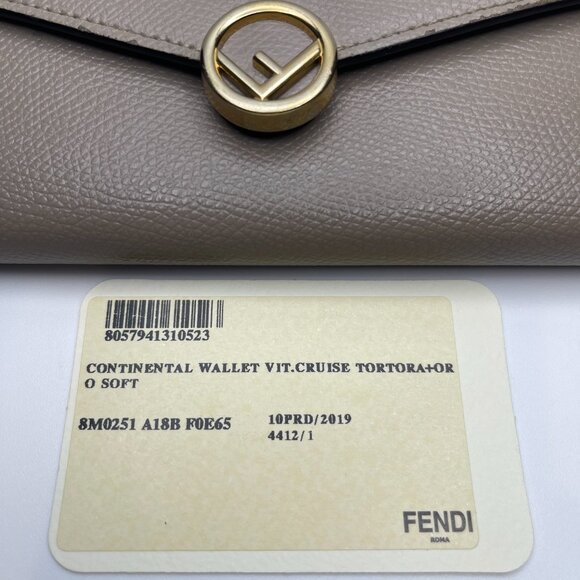 F
8057941310523
CONTINENTAL WALLET VIT.CRUISE TORTORA+OR
O SOFT
8M0251 A18B F0E65
10PRD/2019
4412/1
FENDI
ROMA